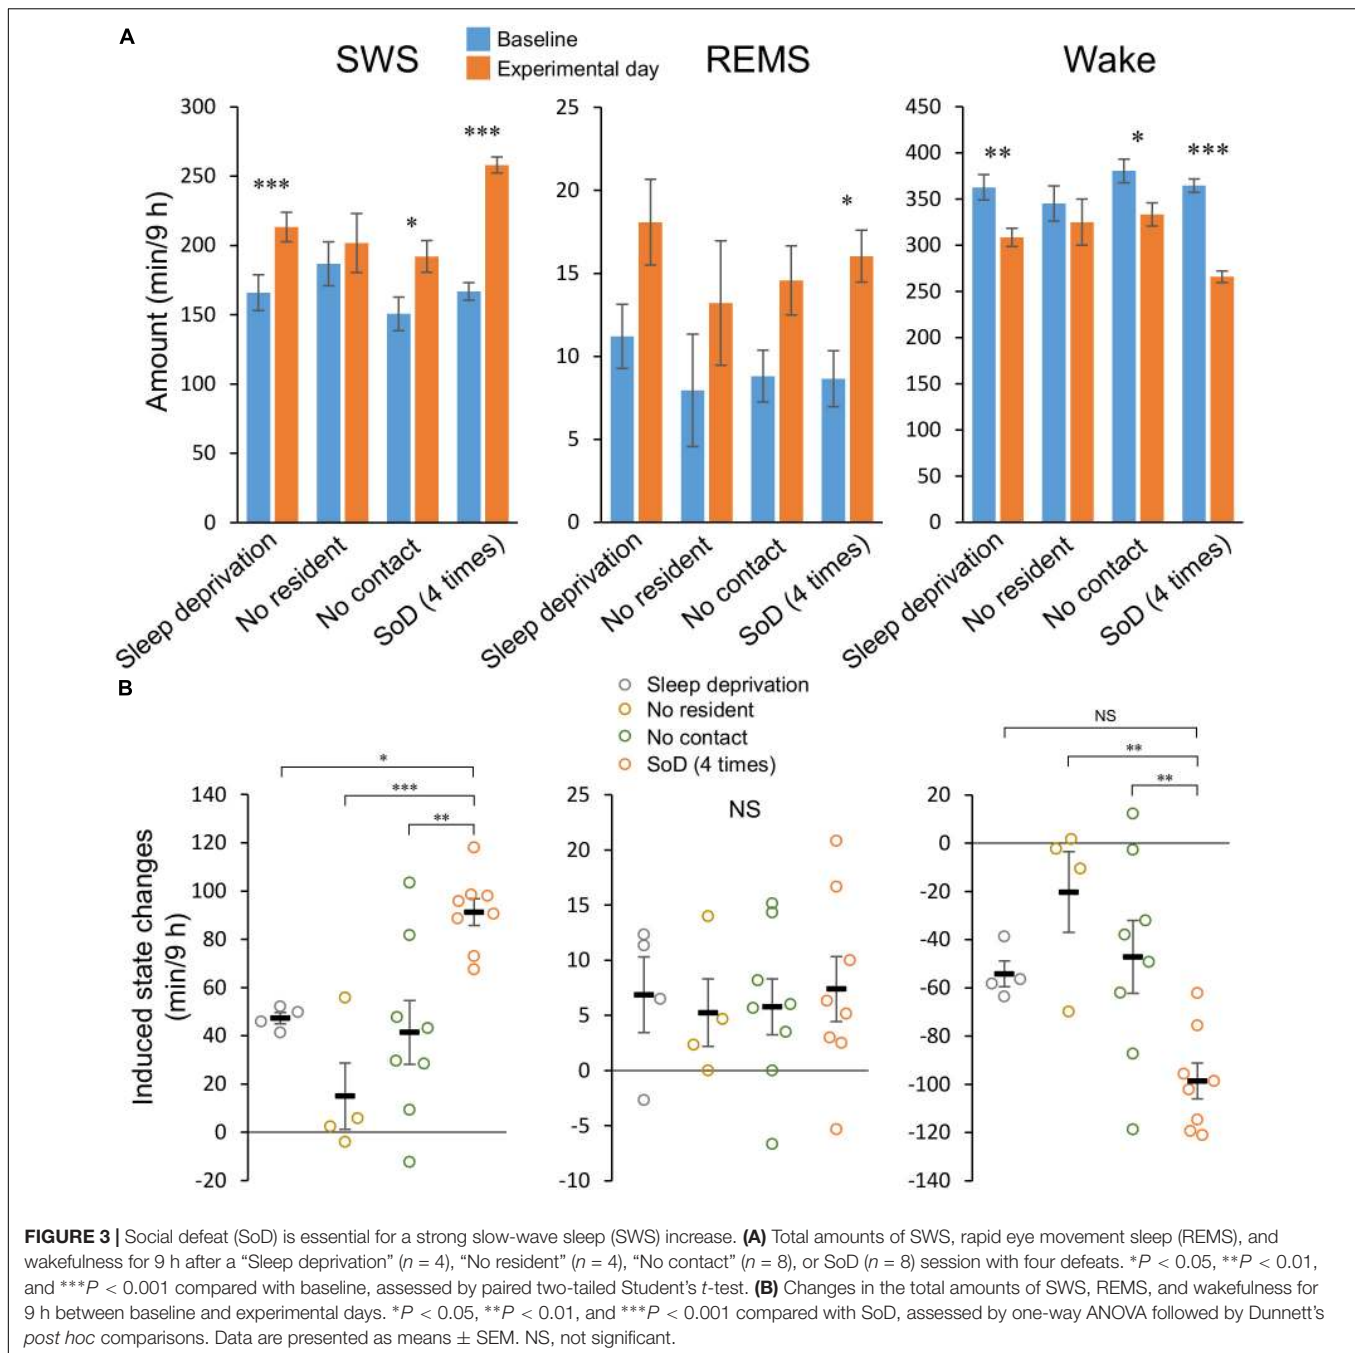 A
Baseline
Experimental day
SWS
REMS
Wake
Amount (min/9 h)
300
250
200
150
100
50
0
***
*
***
Sleep deprivation
No resident
No contact
SoD (4 times)
25
20
15
10
5
0
*
Sleep deprivation
No resident
No contact
SoD (4 times)
450
400
350
300
250
200
150
100
50
0
**
*
***
Sleep deprivation
No resident
No contact
SoD (4 times)
B
Sleep deprivation
No resident
No contact
SoD (4 times)
Induced state changes
(min/9 h)
140
120
100
80
60
40
20
0
-20
*
***
**
25
20
15
10
5
0
-5
-10
NS
20
0
-20
-40
-60
-80
-100
-120
-140
NS
**
**
FIGURE 3 | Social defeat (SoD) is essential for a strong slow-wave sleep (SWS) increase. (A) Total amounts of SWS, rapid eye movement sleep (REMS), and
wakefulness for 9 h after a “Sleep deprivation” (n = 4), “No resident” (n = 4), “No contact” (n = 8), or SoD (n = 8) session with four defeats. *P < 0.05, **P < 0.01,
and ***P < 0.001 compared with baseline, assessed by paired two-tailed Student’s t-test. (B) Changes in the total amounts of SWS, REMS, and wakefulness for
9 h between baseline and experimental days. *P < 0.05, **P < 0.01, and ***P < 0.001 compared with SoD, assessed by one-way ANOVA followed by Dunnett’s
post hoc comparisons. Data are presented as means ± SEM. NS, not significant.